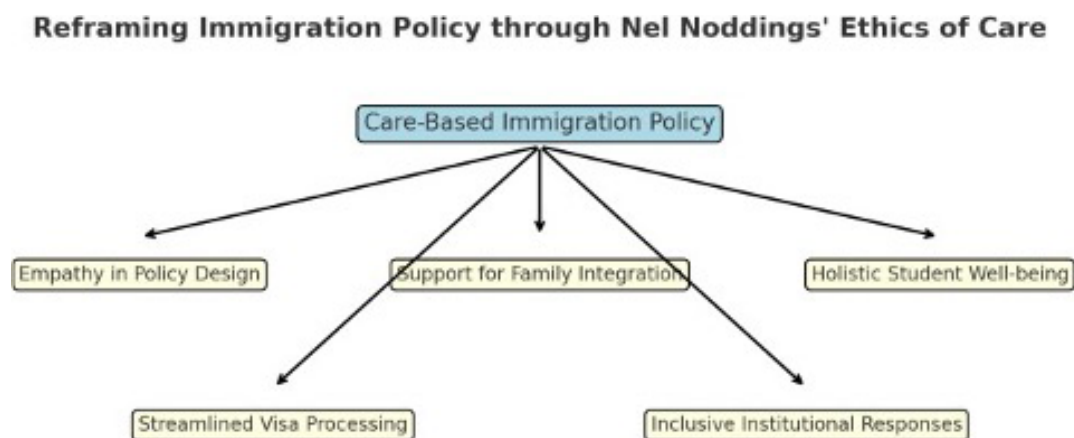 Reframing Immigration Policy through Nel Noddings' Ethics of Care
Care-Based Immigration Policy
Empathy in Policy Design
Support for Family Integration
Holistic Student Well-being
Streamlined Visa Processing
Inclusive Institutional Responses